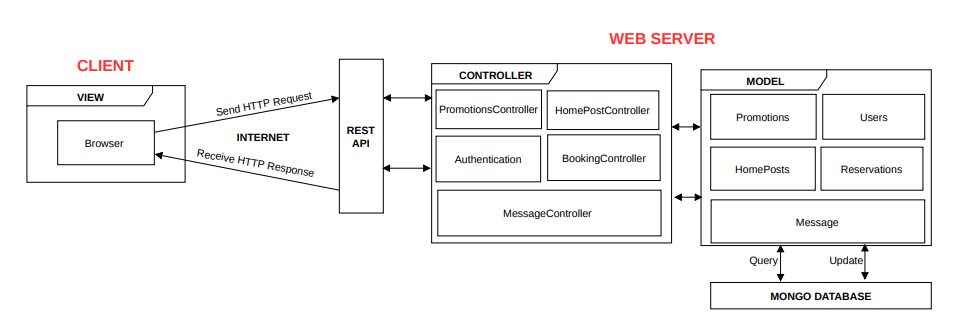 WEB SERVER
CLIENT
VIEW
Browser
Send HTTP Request
INTERNET
Receive HTTP Response
REST
API
CONTROLLER
PromotionsController
HomePostController
Authentication
BookingController
MessageController
MODEL
Promotions
Users
HomePosts
Reservations
Message
Query
Update
MONGO DATABASE